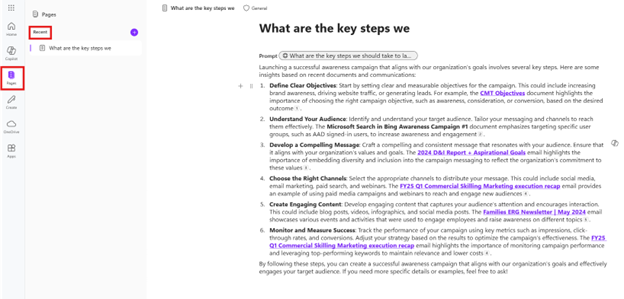 Pages
What are the key steps we
General
Recent
What are the key steps we
Home
Copilot
Pages
Create
OneDrive
Apps
What are the key steps we
Prompt What are the key steps we should take to la...
Launching a successful awareness campaign that aligns with our organization's goals involves several key steps. Here are some
insights based on recent documents and communications:
1. Define Clear Objectives: Start by setting clear and measurable objectives for the campaign. This could include increasing
brand awareness, driving website traffic, or generating leads. For example, the CMT Objectives document highlights the
importance of choosing the right campaign objective, such as awareness, consideration, or conversion, based on the desired
outcome
2. Understand Your Audience: Identify and understand your target audience. Tailor your messaging and channels to reach
them effectively. The Microsoft Search in Bing Awareness Campaign #1 document emphasizes targeting specific user
groups, such as AAD signed-in users, to increase awareness and engagement
3. Develop a Compelling Message: Craft a compelling and consistent message that resonates with your audience. Ensure that
it aligns with your organization's values and goals. The 2024 D&I Report + Aspirational Goals email highlights the
importance of embedding diversity and inclusion into the campaign messaging to reflect the organization's commitment to
these values
4. Choose the Right Channels: Select the appropriate channels to distribute your message. This could include social media,
email marketing, paid search, and webinars. The FY25 Q1 Commercial Skilling Marketing execution recap email provides
an example of using paid media campaigns and webinars to reach and engage new audiences
5. Create Engaging Content: Develop engaging content that captures your audience's attention and encourages interaction.
This could include blog posts, videos, infographics, and social media posts. The Families ERG Newsletter | May 2024 email
showcases various events and activities that were used to engage employees and raise awareness on different topics
6. Monitor and Measure Success: Track the performance of your campaign using key metrics such as impressions, click-
through rates, and conversions. Adjust your strategy based on the results to optimize the campaign's effectiveness. The FY25
Q1 Commercial Skilling Marketing execution recap email highlights the importance of monitoring campaign performance
and leveraging top-performing keywords to maintain relevance and lower costs
By following these steps, you can create a successful awareness campaign that aligns with our organization's goals and effectively
engages your target audience. If you need more specific details or examples, feel free to ask!